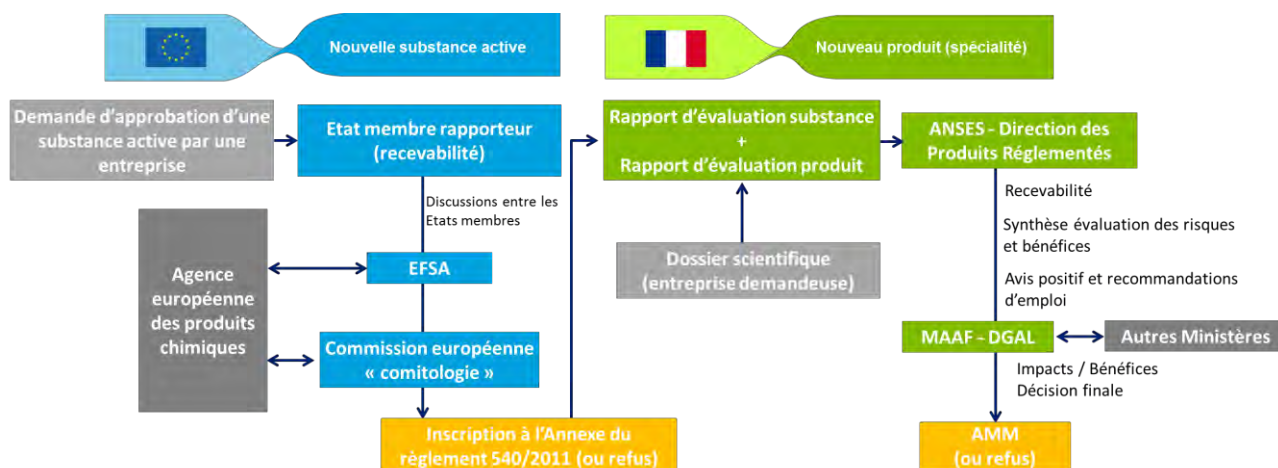 Nouvelle substance active
Nouveau produit (spécialité)
Demande d'approbation d'une
substance active par une
entreprise
Etat membre rapporteur
(recevabilité)
Discussions entre les
Etats membres
Agence
européenne
des produits
chimiques
EFSA
Commission européenne
« comitologie »
Inscription à l'Annexe du
règlement 540/2011 (ou refus)
Rapport d'évaluation substance
+
Rapport d'évaluation produit
Dossier scientifique
(entreprise demandeuse)
ANSES - Direction des
Produits Réglementés
Recevabilité
Synthèse évaluation des risques
et bénéfices
Avis positif et recommandations
d'emploi
MAAF - DGAL
Autres Ministères
Impacts / Bénéfices
Décision finale
AMM
(ou refus)